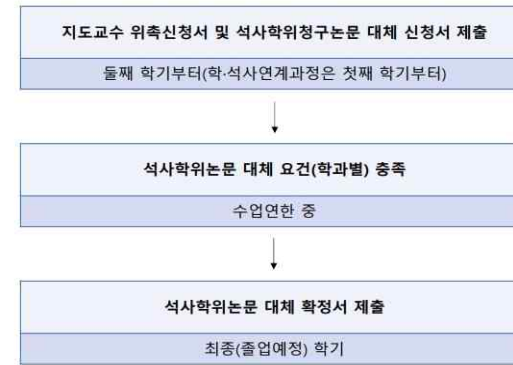 지도교수 위촉신청서 및 석사학위청구논문 대체 신청서 제출
둘째 학기부터(학·석사연계과정은 첫째 학기부터)
석사학위논문 대체 요건(학과별) 충족
수업연한 중
석사학위논문 대체 확정서 제출
최종(졸업예정) 학기